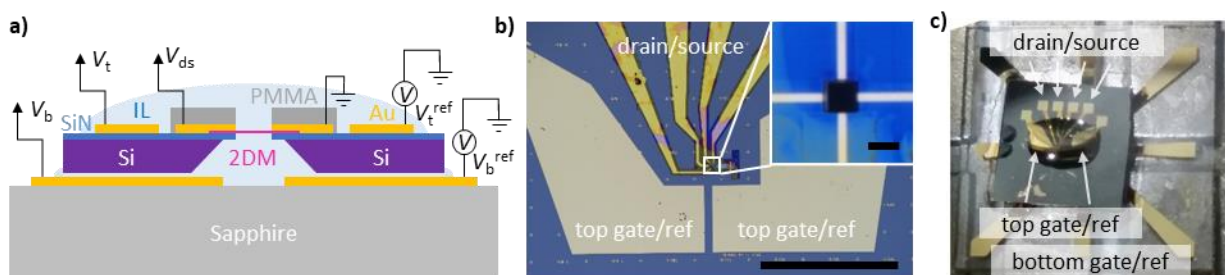 a)
V_t
V_ds
V_b
SiN
IL
PMMA
Au
V
V_t^ref
V
V_b^ref
Si
2DM
Si
Sapphire
b)
drain/source
top gate/ref
top gate/ref
c)
drain/source
top gate/ref
bottom gate/ref